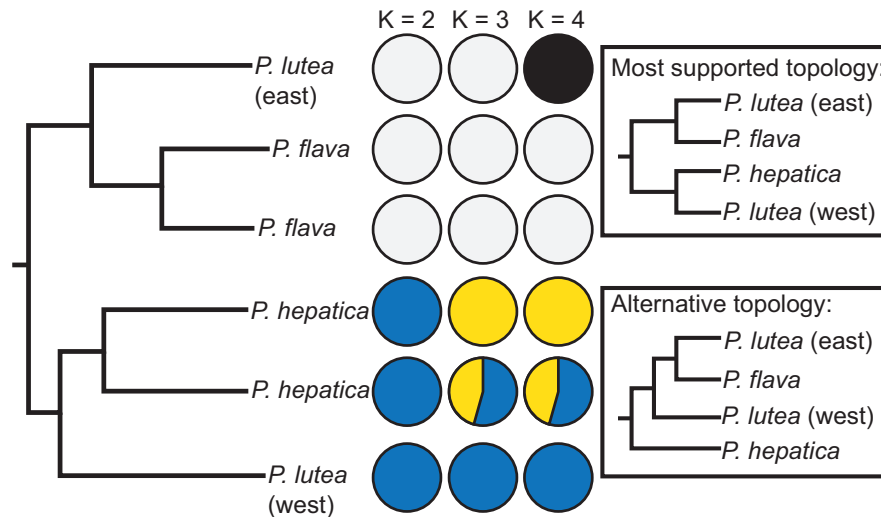 K = 2 K = 3 K = 4
P. lutea
(east)
P. flava
P. flava
P. hepatica
P. hepatica
P. lutea
(west)
Most supported topology:
P. lutea (east)
P. flava
P. hepatica
P. lutea (west)
Alternative topology:
P. lutea (east)
P. flava
P. lutea (west)
P. hepatica